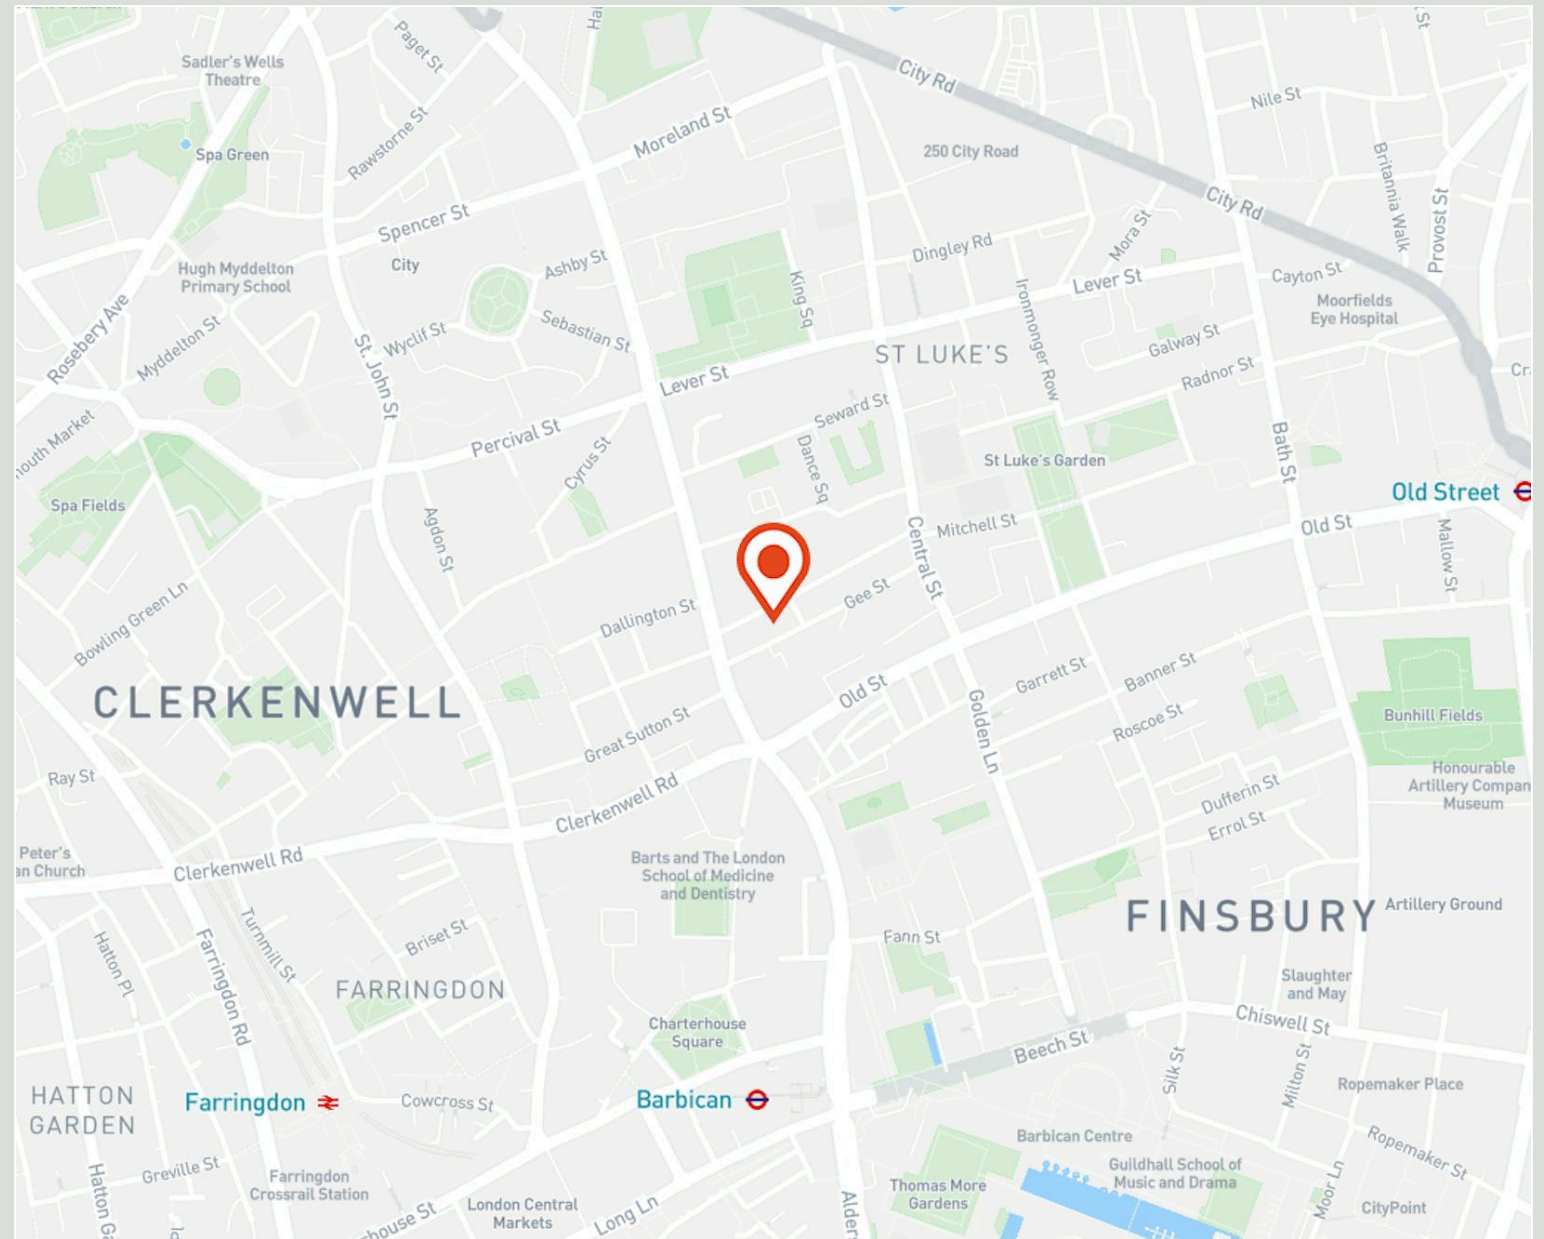 Paget St
City Rd
Sadler's Wells
Theatre
Nile St
Moreland St
Rawstorne St
Spa Green
250 City Road
Britannia Walk
City Rd
Provost St
Spencer St
Mora St
Dingley Rd
City
Ashby St
Hugh Myddelton
Primary School
King Sq
Lever St
Cayton St
Moorfields
Eye Hospital
Rosebery Ave
Myddelton St
Wyclif St
Sebastian St
Ironmonger Row
Galway St
ST LUKE'S
St. John St
Lever St
Radnor St
Seward St
Percival St
Market
Cyrus St
Dance Sq
St Luke's Garden
Bath St
Old Street
Spa Fields
Agdon St
Central St
Mitchell St
Old St
Mallow St
Gee St
Dallington St
Bowling Green Ln
Garrett St
Banner St
CLERKENWELL
Old St
Golden Ln
Roscoe St
Bunhill Fields
Great Sutton St
Ray St
Honourable
Artillery Compan
Museum
Clerkenwell Rd
Dufferin St
Errol St
Peter's
an Church
Clerkenwell Rd
Barts and The London
School of Medicine
and Dentistry
FINSBURY
Artillery Ground
Turnmill St
Briset St
Fann St
Hatton Pl
Farringdon Rd
FARRINGDON
Slaughter
and May
Chiswell St
Charterhouse
Square
Beech St
Silk St
Milton St
Ropemaker Place
HATTON
GARDEN
Farringdon
Cowcross St
Barbican
Barbican Centre
Ropemaker St
Greville St
Guildhall School of
Music and Drama
Farringdon
Crossrail Station
Thomas More
Gardens
Moor Ln
London Central
Markets
Long Ln
CityPoint
Hatton Ga
house St
Alders